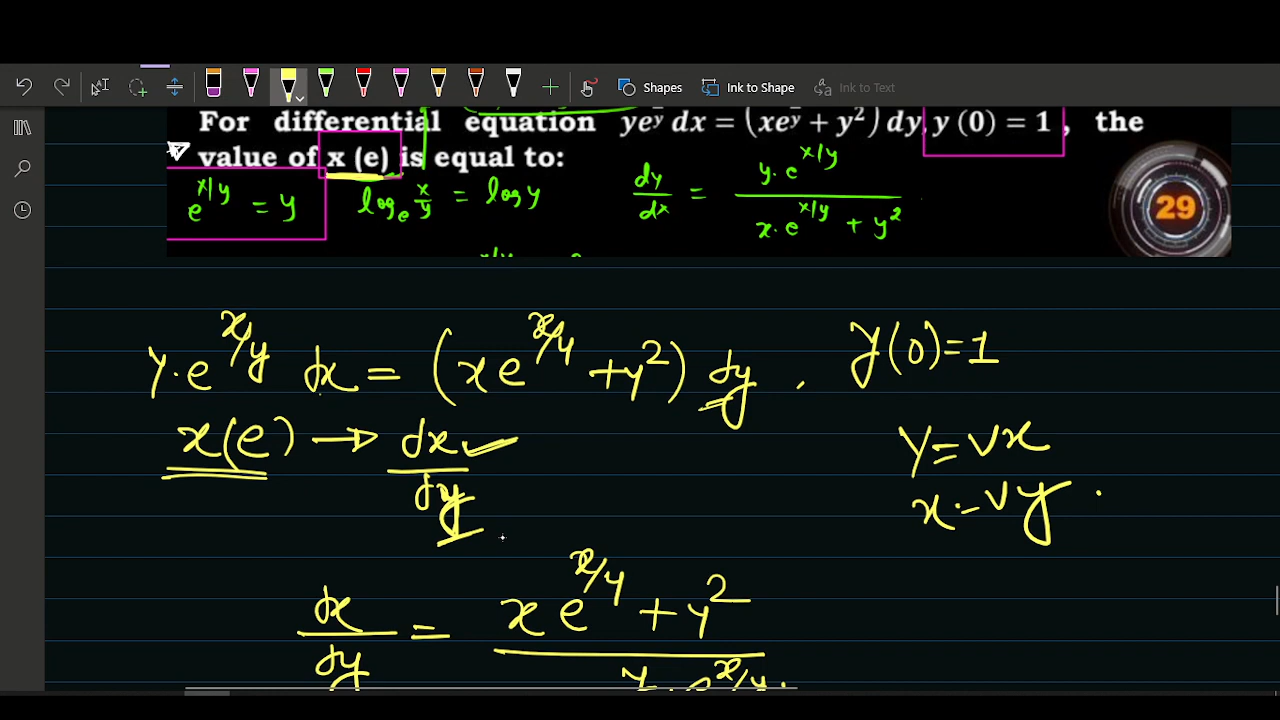 Shapes Ink to Shape Ink to Text
For differential equation ye^{x/y} dx = (xe^{x/y} + y²) dy, y (0) = 1 , the
value of x (e) is equal to:
e^{x/y} = y
log_e x/y = log y
dy/dx = y. e^{x/y} / x. e^{x/y} + y²
29
y. e^{x/y} dx = (x e^{x/y} + y²) dy , y(0)=1
x(e) → dx/dy
y = vx
x = vy .
dx/dy = x e^{x/y} + y² / y. e^{x/y} .